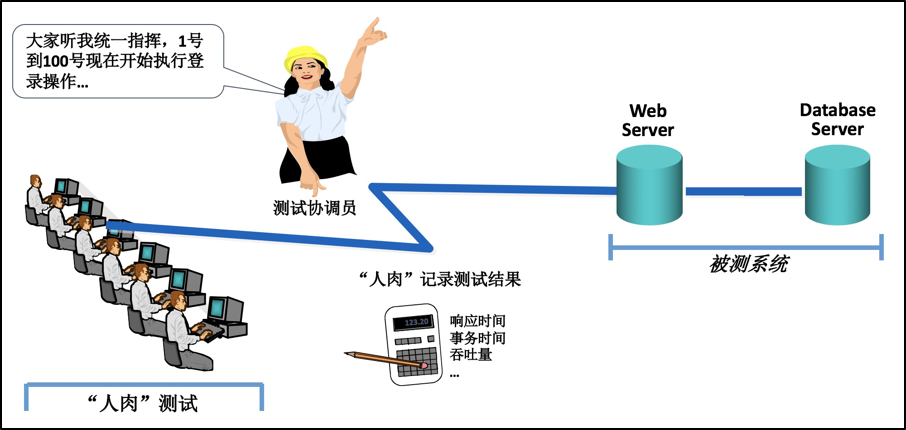 大家听我统一指挥，1号
到100号现在开始执行登
录操作...
测试协调员
Web
Server
Database
Server
被测系统
“人肉”记录测试结果
123.20
响应时间
事务时间
吞吐量
...
“人肉”测试